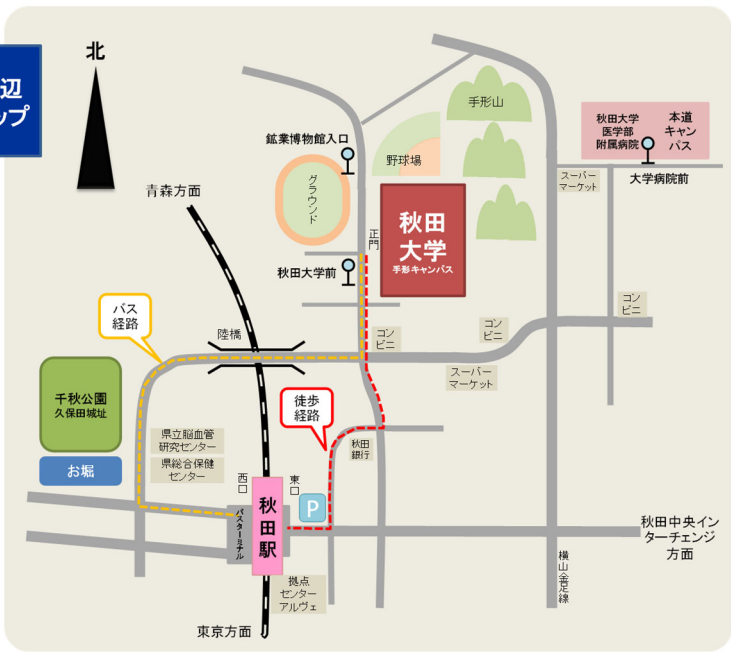 辺
ップ
北
手形山
秋田大学
医学部
附属病院
本道
キャン
パス
鉱業博物館入口
野球場
大学病院前
スーパー
マーケット
グラウンド
青森方面
秋田
大学
手形キャンパス
正門
秋田大学前
バス
経路
コン
ビニ
陸橋
コン
ビニ
コン
ビニ
スーパー
マーケット
千秋公園
久保田城址
徒歩
経路
県立脳血管
研究センター
秋田
銀行
お堀
県総合保健
センター
西口
東口
P
バスターミナル
秋田駅
秋田中央イン
ターチェンジ
方面
横山金足線
拠点
センター
アルヴェ
東京方面